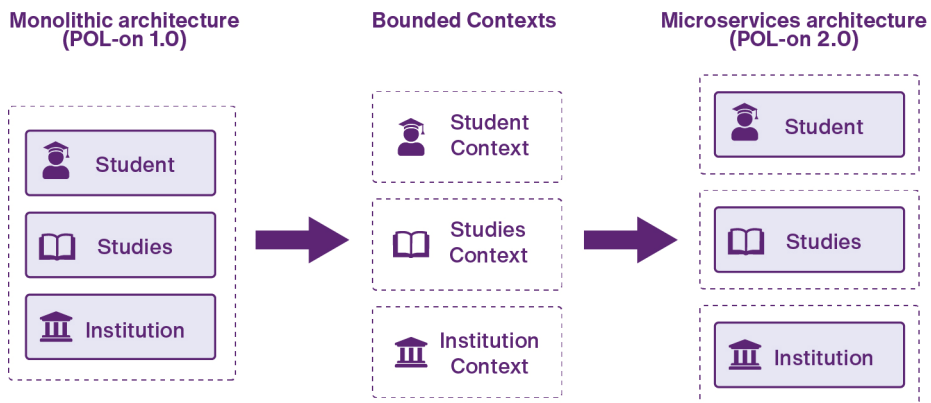 Monolithic architecture
(POL-on 1.0)
Student
Studies
Institution
Bounded Contexts
Student
Context
Studies
Context
Institution
Context
Microservices architecture
(POL-on 2.0)
Student
Studies
Institution